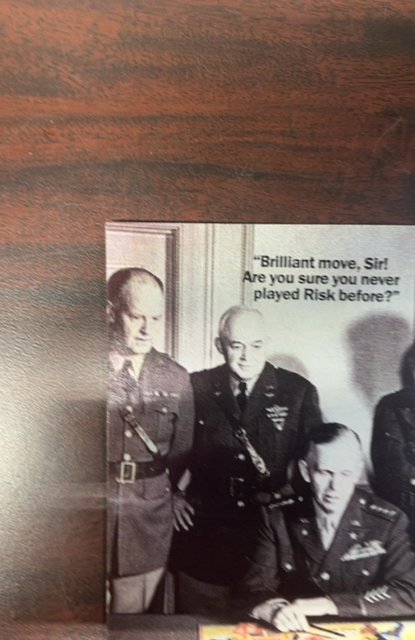 “Brilliant move, Sir!
Are you sure you never
played Risk before?”